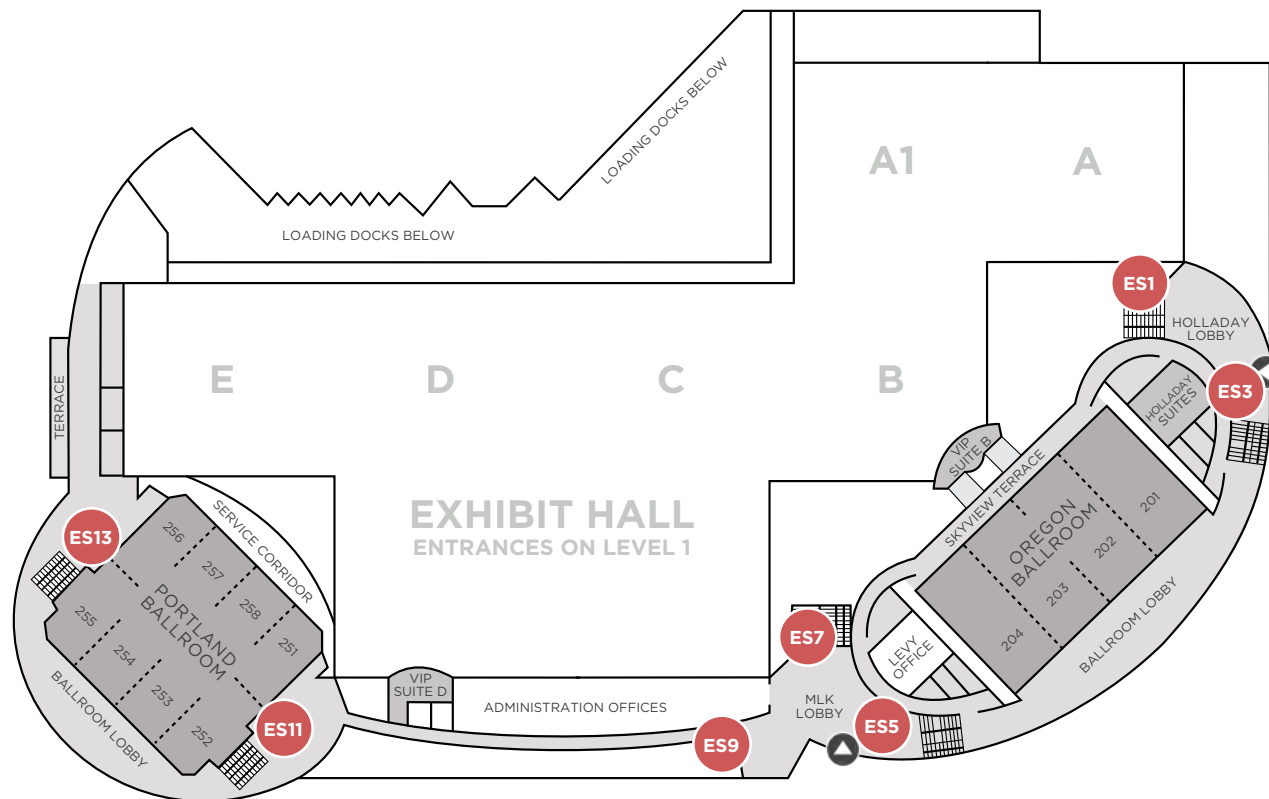 LOADING DOCKS BELOW
A1
A
LOADING DOCKS BELOW
ES1
HOLLADAY
LOBBY
E
D
C
B
ES3
TERRACE
HOLLADAY
SUITES
VIP
SUITE B
SKYVIEW TERRACE
201
OREGON
BALLROOM
202
203
204
BALLROOM LOBBY
EXHIBIT HALL
ENTRANCES ON LEVEL 1
SERVICE CORRIDOR
ES13
256
257
258
251
PORTLAND
BALLROOM
255
254
253
252
BALLROOM LOBBY
ES11
VIP
SUITE D
ADMINISTRATION OFFICES
ES7
LEVY
OFFICE
MLK
LOBBY
ES5
ES9